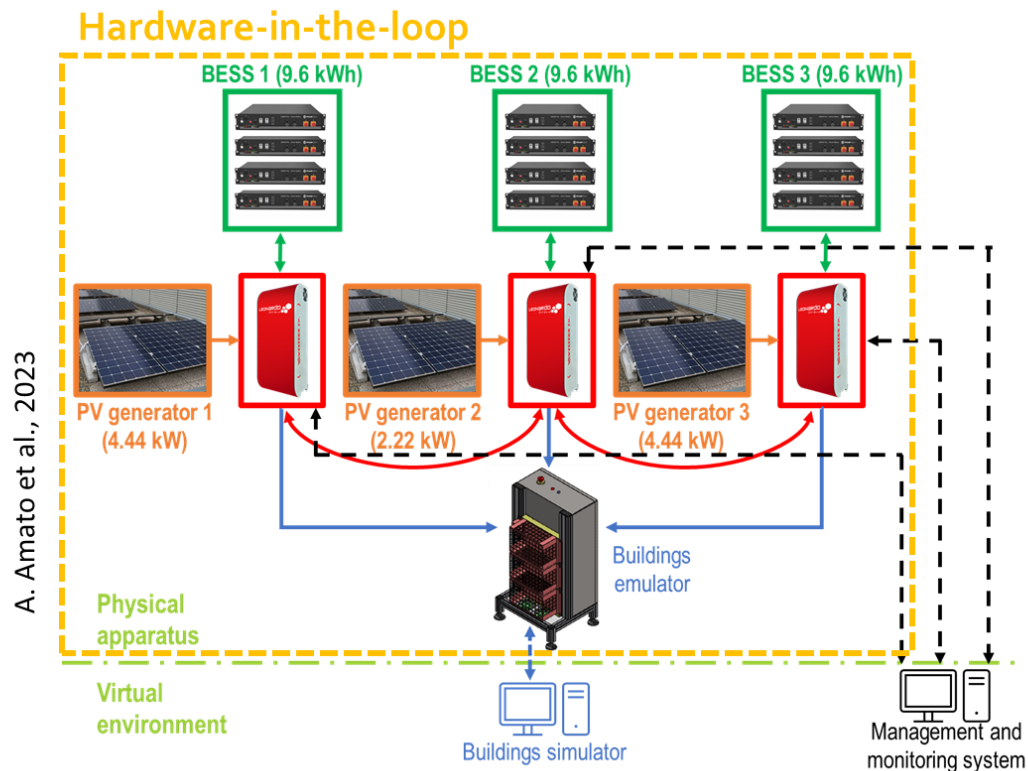 Hardware-in-the-loop
BESS 1 (9.6 kWh)
BESS 2 (9.6 kWh)
BESS 3 (9.6 kWh)
PV generator 1
(4.44 kW)
PV generator 2
(2.22 kW)
PV generator 3
(4.44 kW)
A. Amato et al., 2023
Buildings
emulator
Physical
apparatus
Virtual
environment
Buildings simulator
Management and
monitoring system